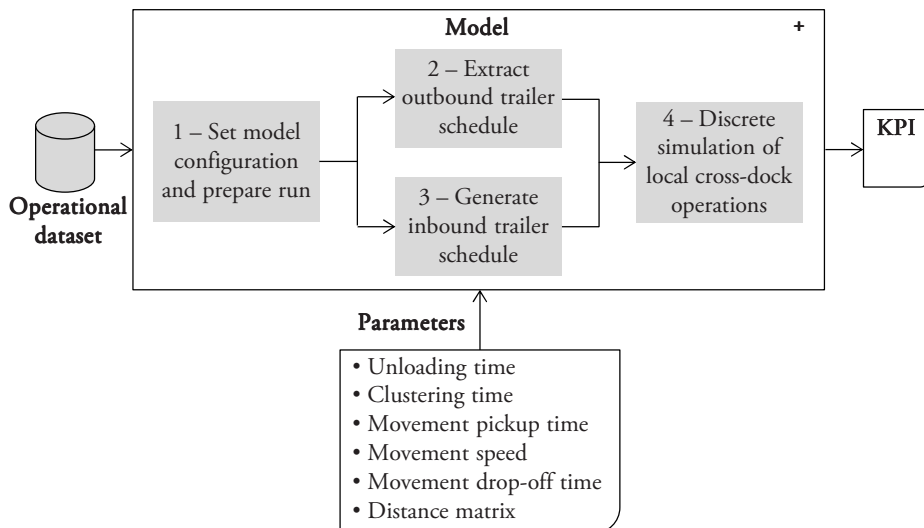 Model
+
Operational
dataset
1 – Set model
configuration
and prepare run
2 – Extract
outbound trailer
schedule
3 – Generate
inbound trailer
schedule
4 – Discrete
simulation of
local cross-dock
operations
KPI
Parameters
• Unloading time
• Clustering time
• Movement pickup time
• Movement speed
• Movement drop-off time
• Distance matrix